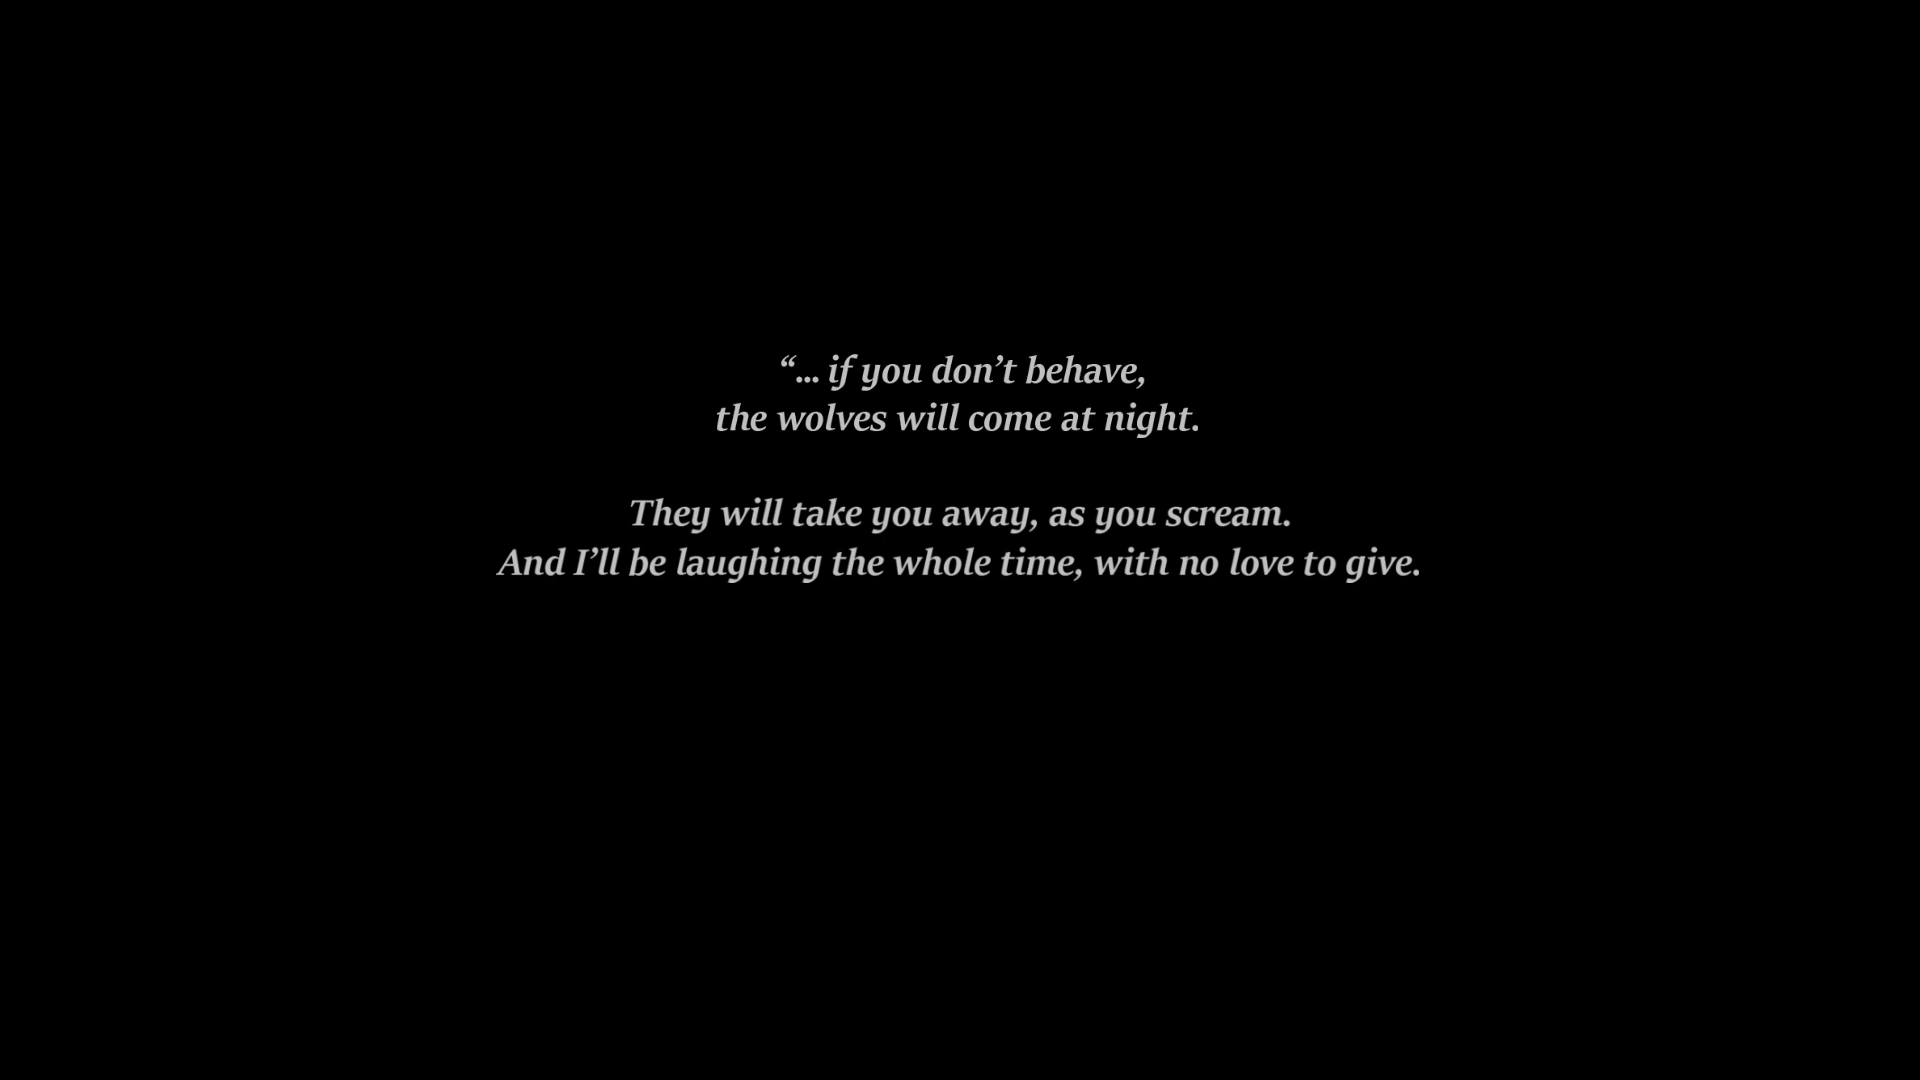 “... if you don’t behave,
the wolves will come at night.
They will take you away, as you scream.
And I’ll be laughing the whole time, with no love to give.